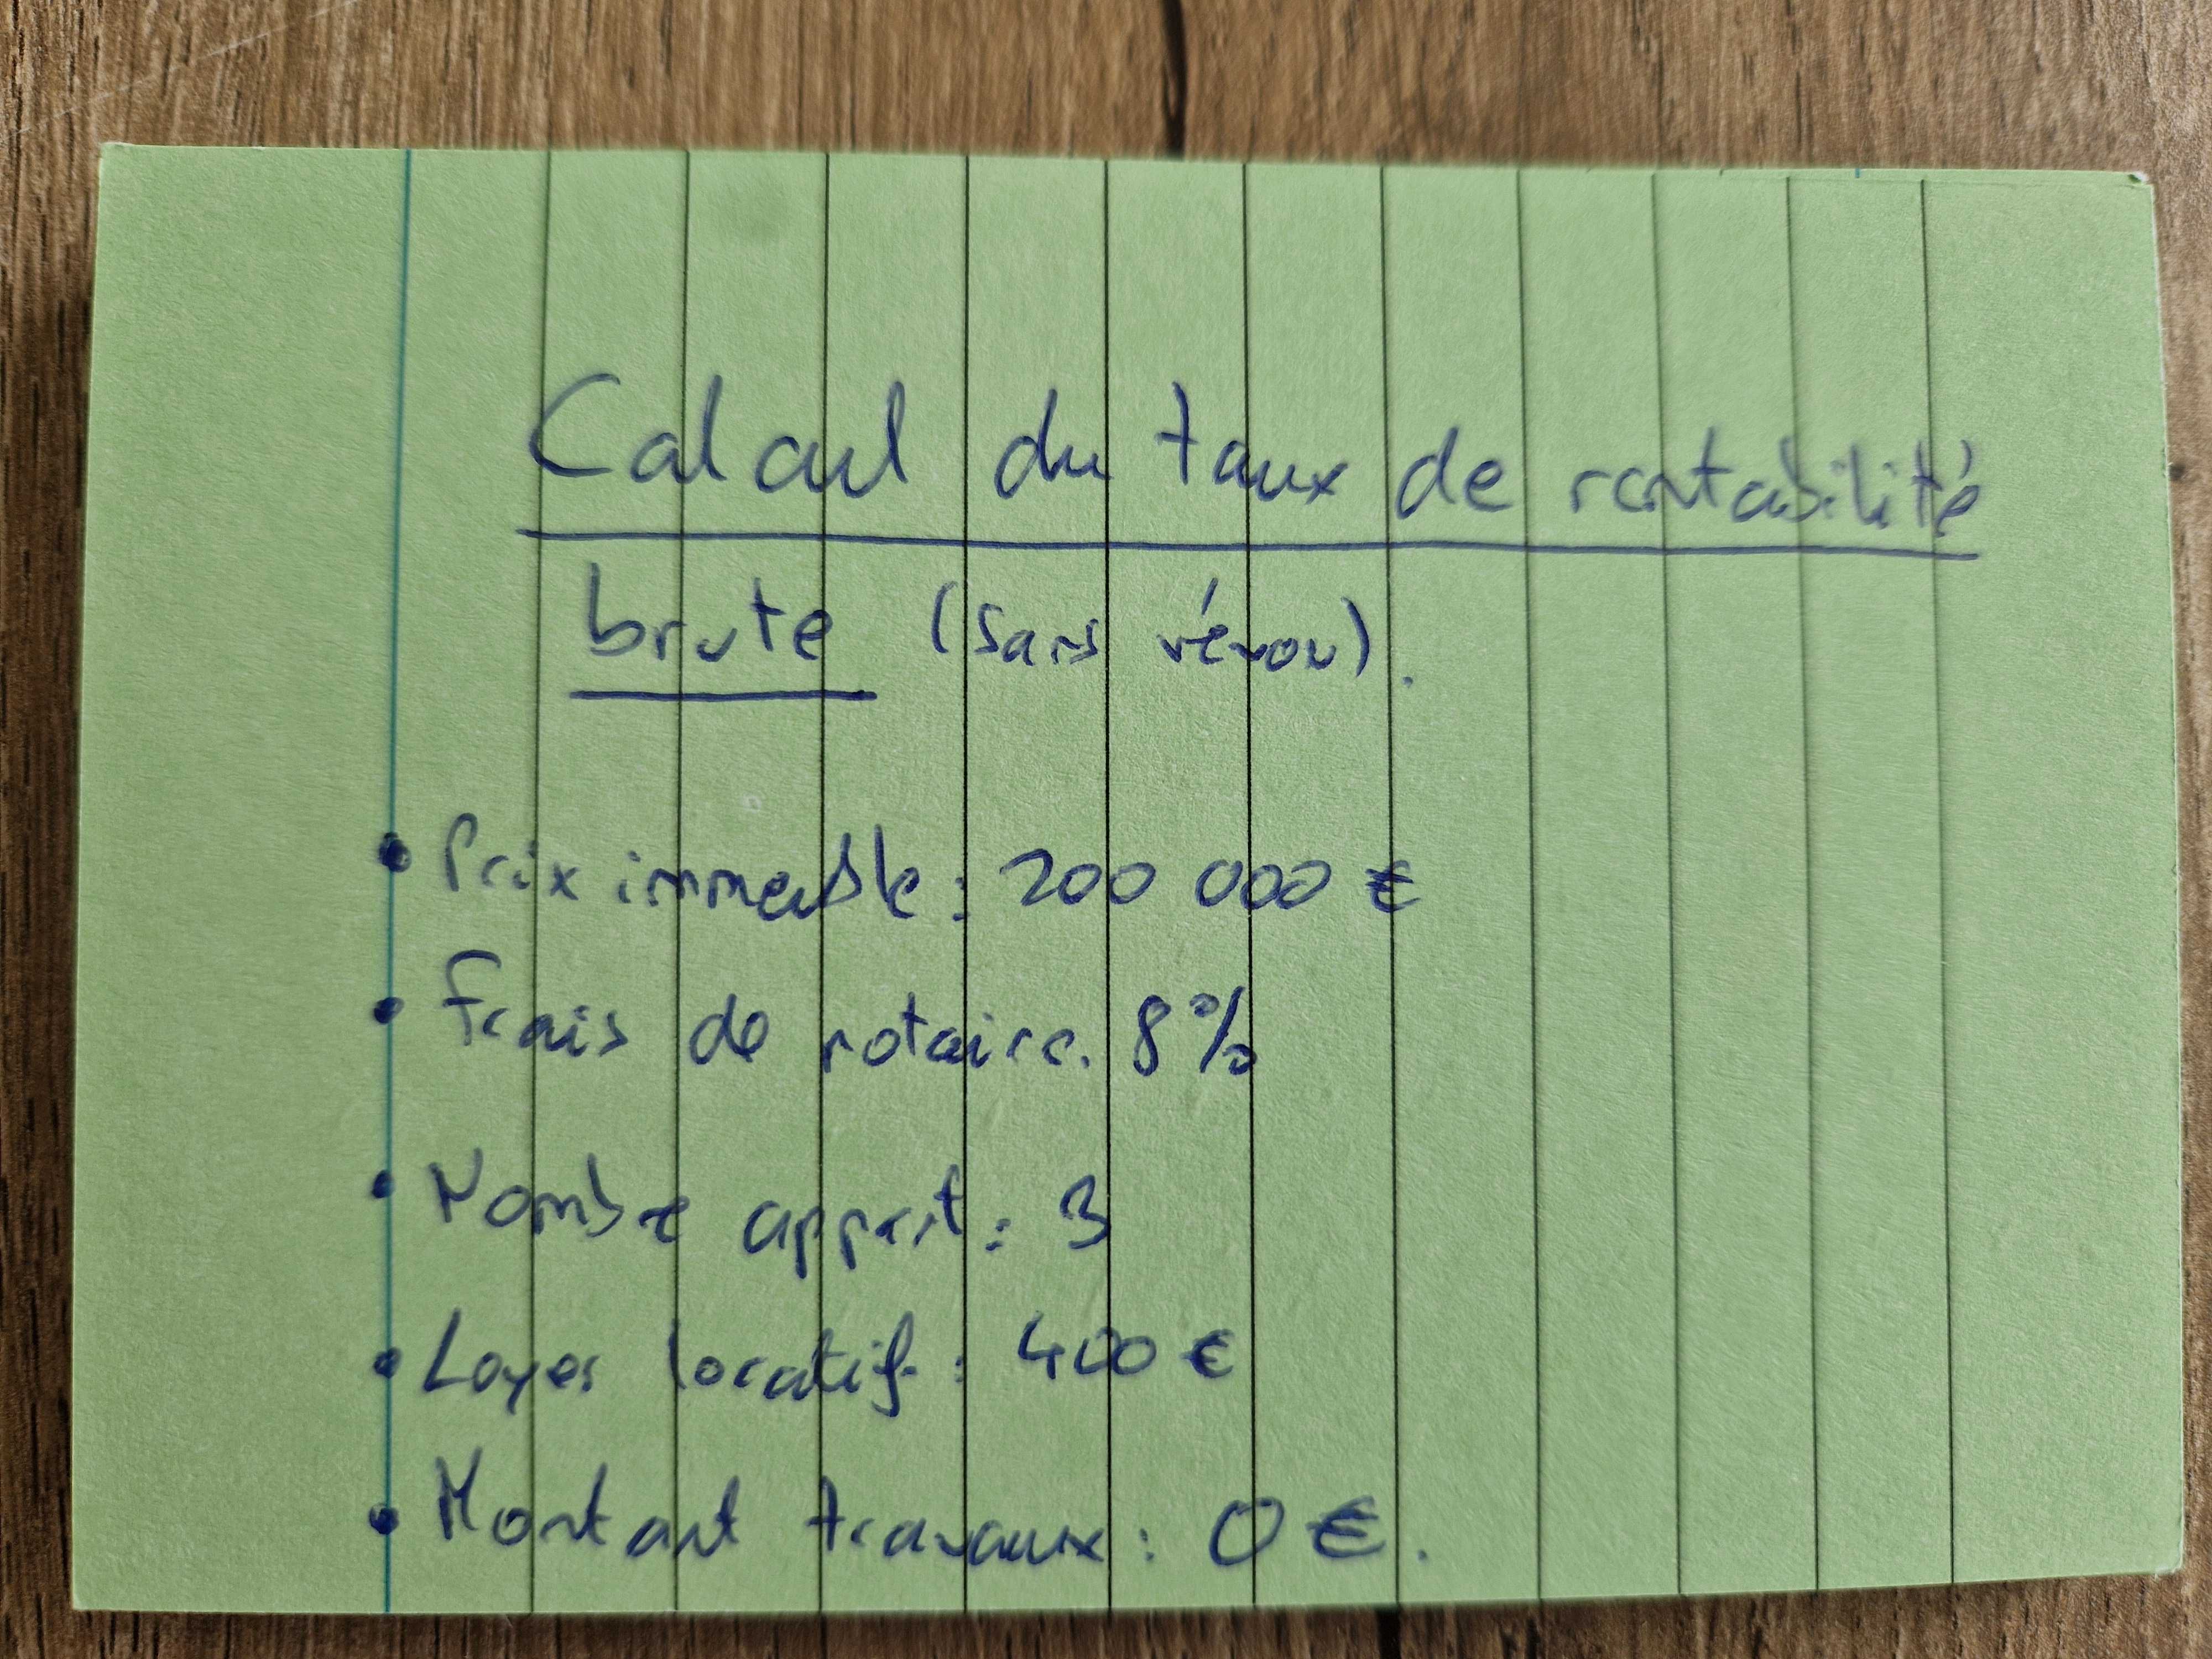 Calcul du taux de rentabilité
brute (sans rénov).
• Prix immeuble : 200 000 €
• Frais de notaire. 8%
• Nombre appart : 3
• Loyer locatif : 400 €
• Montant travaux : 0 €.